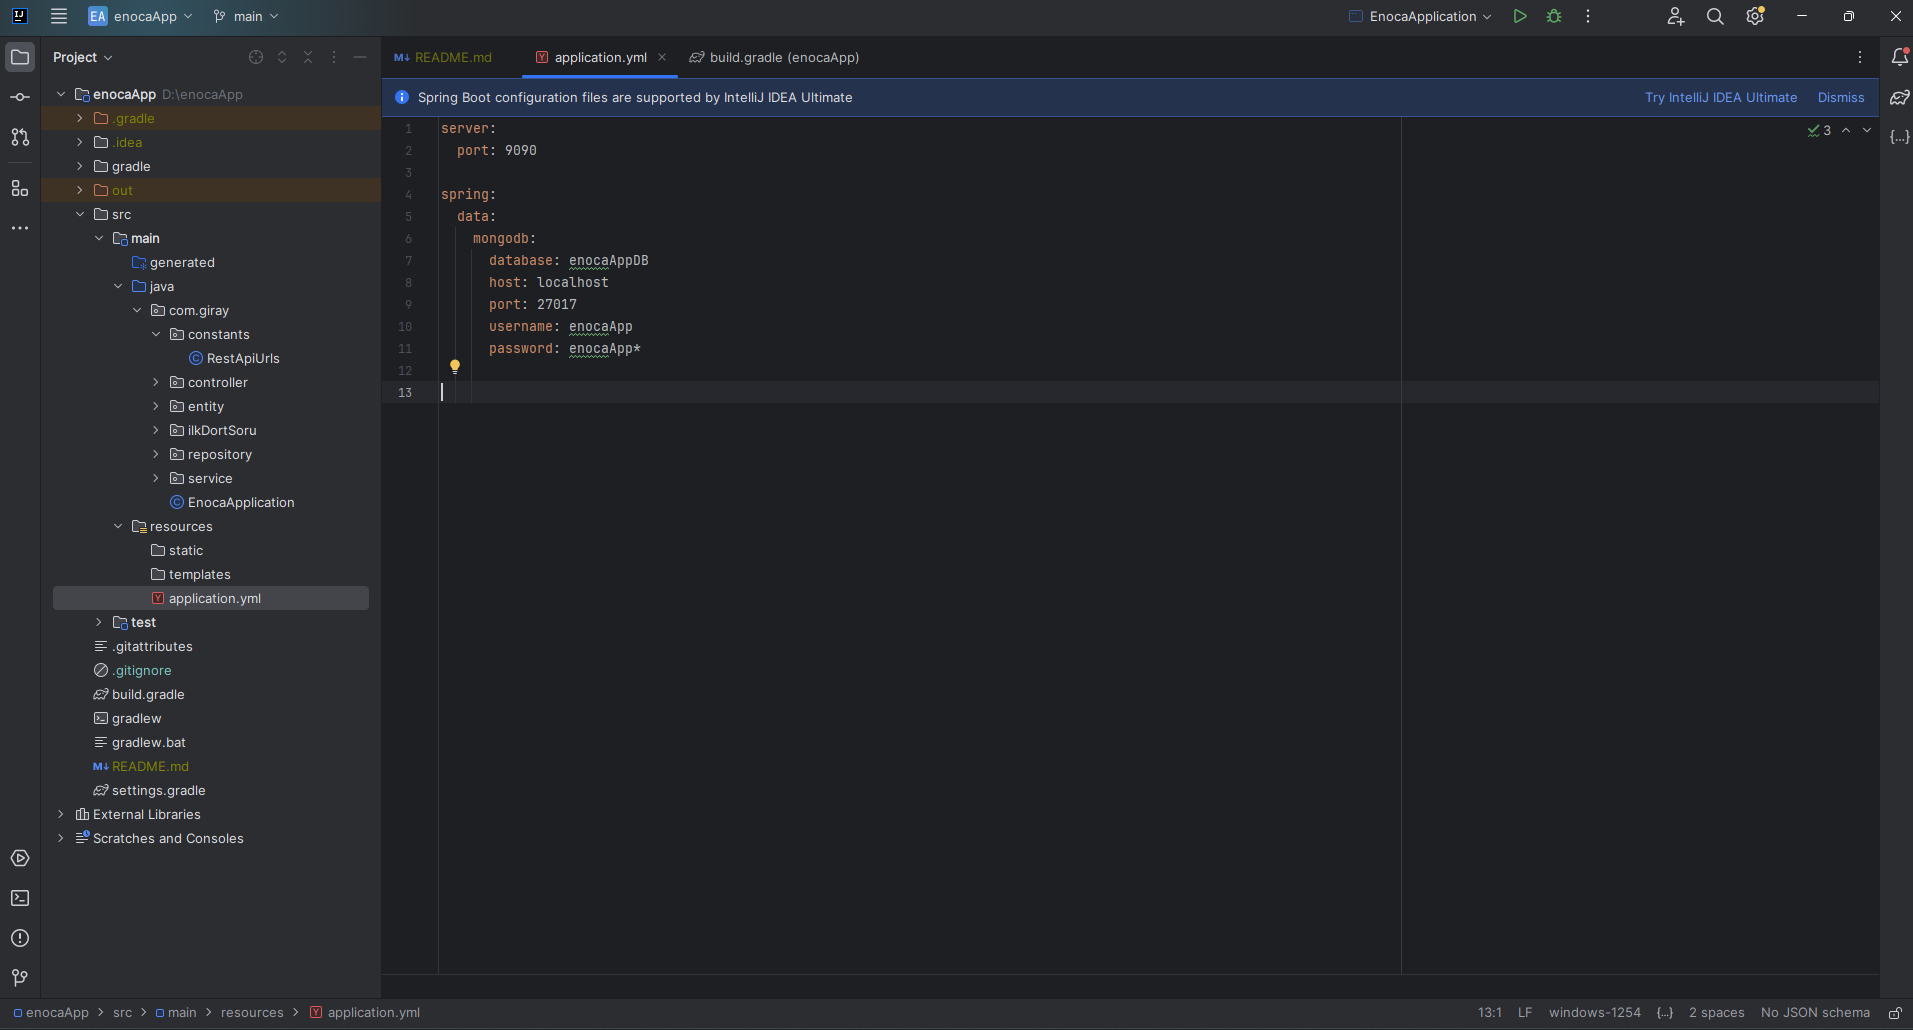 EA enocaApp main EnocaApplication
Project
README.md application.yml build.gradle (enocaApp)
Spring Boot configuration files are supported by IntelliJ IDEA Ultimate Try IntelliJ IDEA Ultimate Dismiss
enocaApp D:\enocaApp
.gradle
.idea
gradle
out
src
main
generated
java
com.giray
constants
RestApiUrls
controller
entity
ilkDortSoru
repository
service
EnocaApplication
resources
static
templates
application.yml
test
.gitattributes
.gitignore
build.gradle
gradlew
gradlew.bat
README.md
settings.gradle
External Libraries
Scratches and Consoles
1 server:
2 port: 9090
3
4 spring:
5 data:
6 mongodb:
7 database: enocaAppDB
8 host: localhost
9 port: 27017
10 username: enocaApp
11 password: enocaApp*
12
13
3
enocaApp > src > main > resources > application.yml 13:1 LF windows-1254 {...} 2 spaces No JSON schema